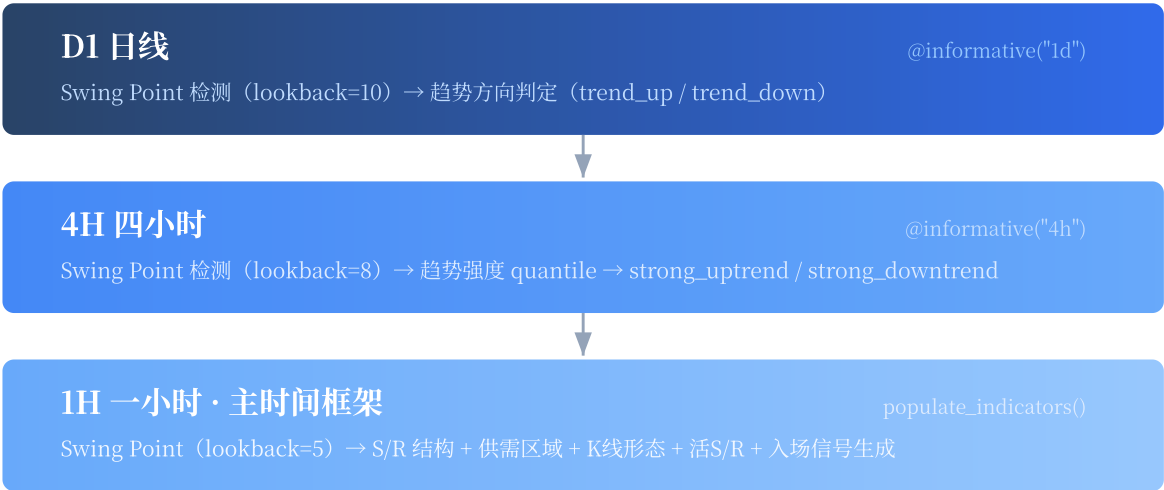 D1 日线
@informative("1d")
Swing Point 检测（lookback=10）→ 趋势方向判定（trend_up / trend_down）
4H 四小时
@informative("4h")
Swing Point 检测（lookback=8）→ 趋势强度 quantile → strong_uptrend / strong_downtrend
1H 一小时 · 主时间框架
populate_indicators()
Swing Point（lookback=5）→ S/R 结构 + 供需区域 + K线形态 + 活S/R + 入场信号生成